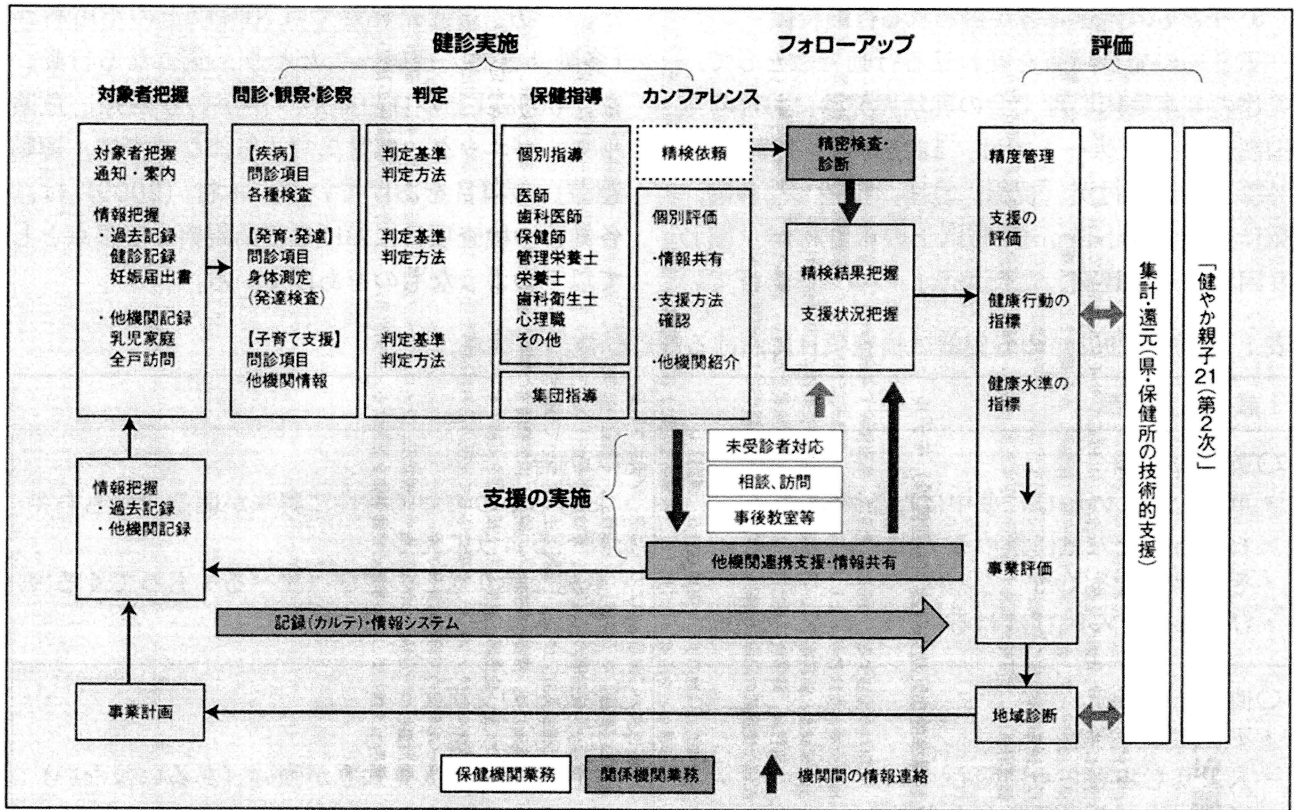 健診実施
フォローアップ
評価
対象者把握
問診・観察・診察
判定
保健指導
カンファレンス
対象者把握
通知・案内
情報把握
・過去記録
健診記録
妊娠届出書
・他機関記録
乳児家庭
全戸訪問
【疾病】
問診項目
各種検査
【発育・発達】
問診項目
身体測定
(発達検査)
【子育て支援】
問診項目
他機関情報
判定基準
判定方法
判定基準
判定方法
判定基準
判定方法
個別指導
医師
歯科医師
保健師
管理栄養士
栄養士
歯科衛生士
心理職
その他
集団指導
精検依頼
個別評価
・情報共有
・支援方法
確認
・他機関紹介
精密検査・
診断
精検結果把握
支援状況把握
精度管理
支援の
評価
健康行動の
指標
健康水準の
指標
事業評価
集計・還元(県・保健所の技術的支援)
「健やか親子21(第2次)」
情報把握
・過去記録
・他機関記録
支援の実施
未受診者対応
相談、訪問
事後教室等
他機関連携支援・情報共有
記録(カルテ)・情報システム
事業計画
地域診断
保健機関業務
関係機関業務
機関間の情報連絡